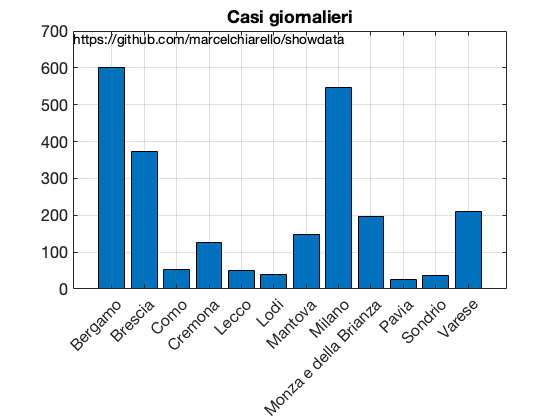 Casi giornalieri
https://github.com/marcelchiarello/showdata
700
600
500
400
300
200
100
0
Bergamo
Brescia
Como
Cremona
Lecco
Lodi
Mantova
Milano
Monza e della Brianza
Pavia
Sondrio
Varese